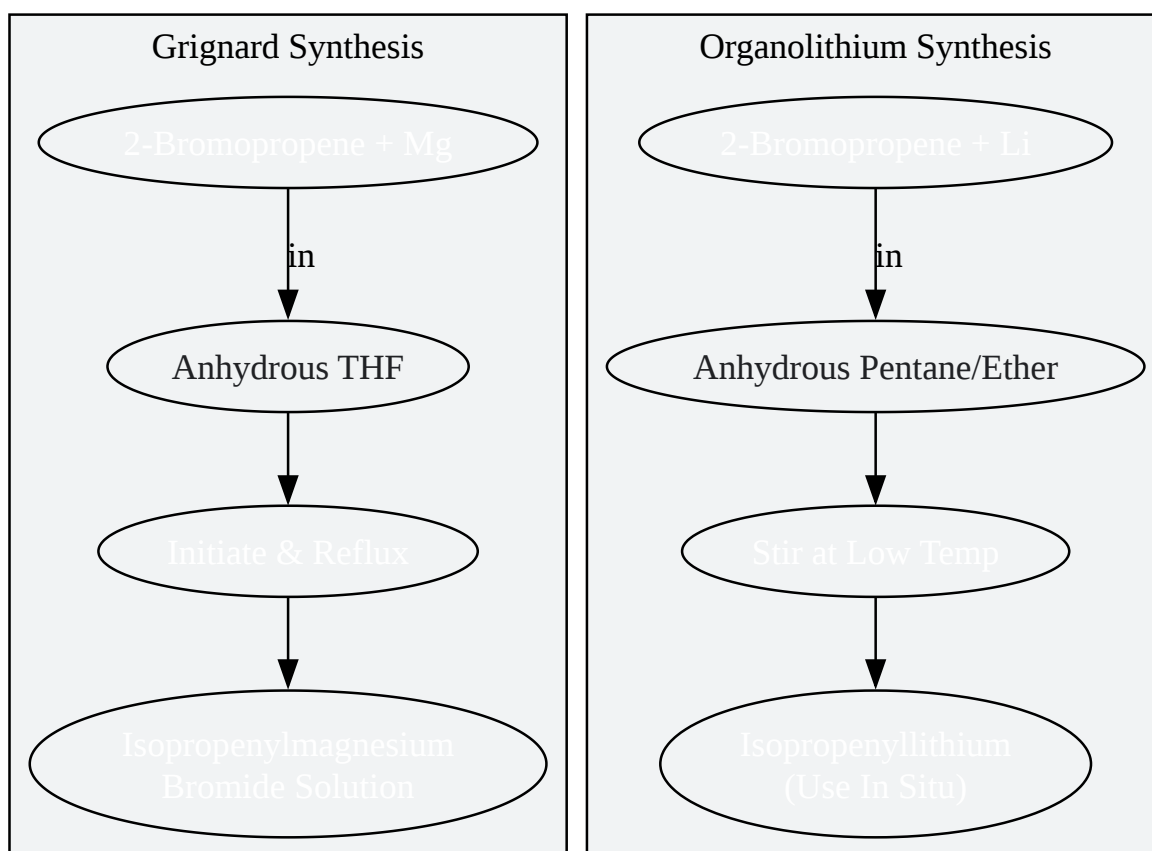 Grignard Synthesis
2-Bromopropene + Mg
in
Anhydrous THF
Initiate & Reflux
Isopropenylmagnesium
Bromide Solution
Organolithium Synthesis
2-Bromopropene + Li
in
Anhydrous Pentane/Ether
Stir at Low Temp
Isopropenyllithium
(Use In Situ)